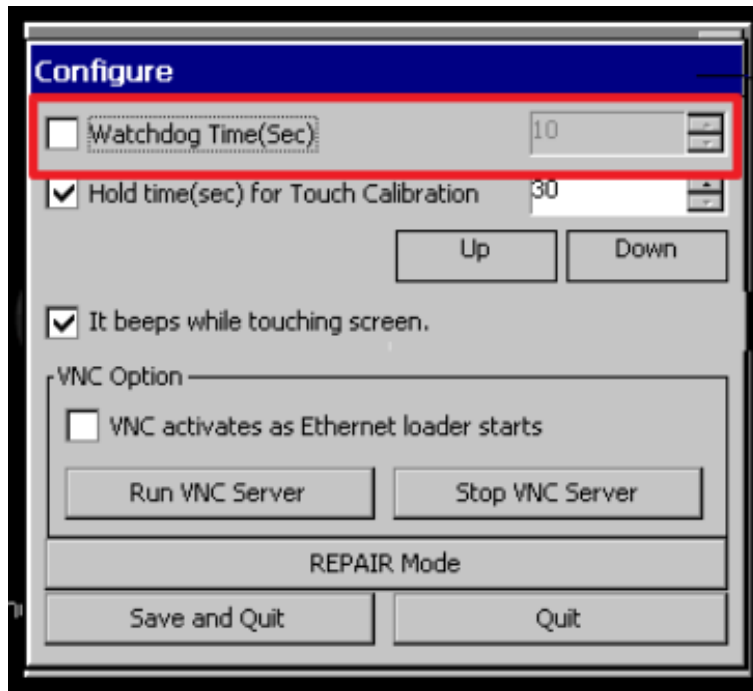 Configure
Watchdog Time(Sec) 10
Hold time(sec) for Touch Calibration 30
Up Down
It beeps while touching screen.
VNC Option
VNC activates as Ethernet loader starts
Run VNC Server Stop VNC Server
REPAIR Mode
Save and Quit Quit